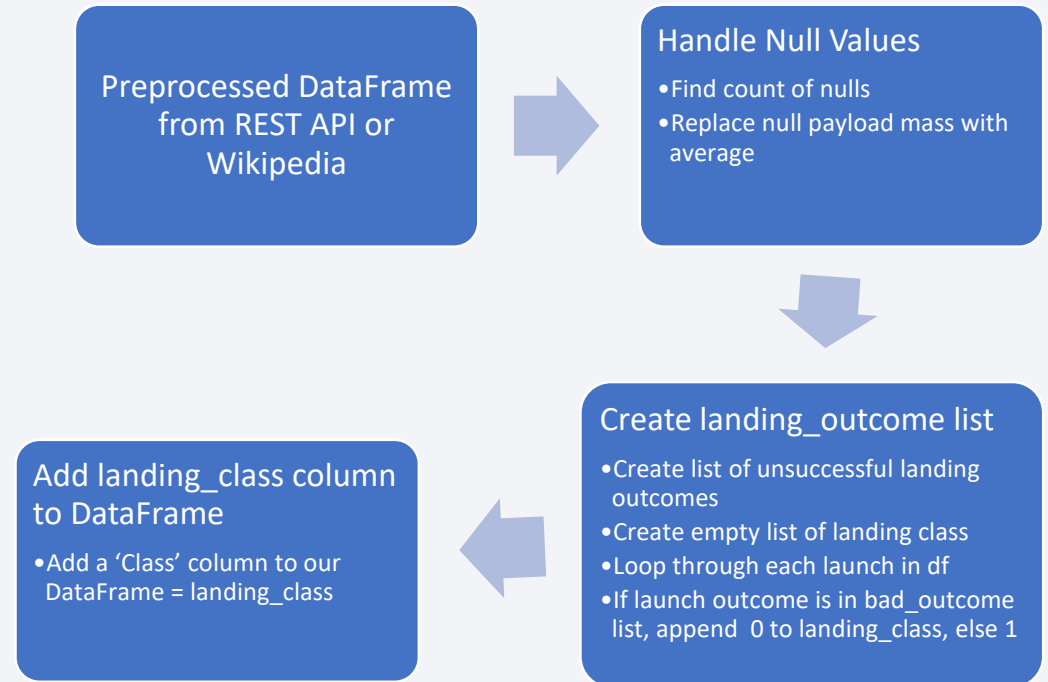 Preprocessed DataFrame
from REST API or
Wikipedia
Handle Null Values
•Find count of nulls
•Replace null payload mass with
average
Create landing_outcome list
•Create list of unsuccessful landing
outcomes
•Create empty list of landing class
•Loop through each launch in df
•If launch outcome is in bad_outcome
list, append 0 to landing_class, else 1
Add landing_class column
to DataFrame
•Add a ‘Class’ column to our
DataFrame = landing_class